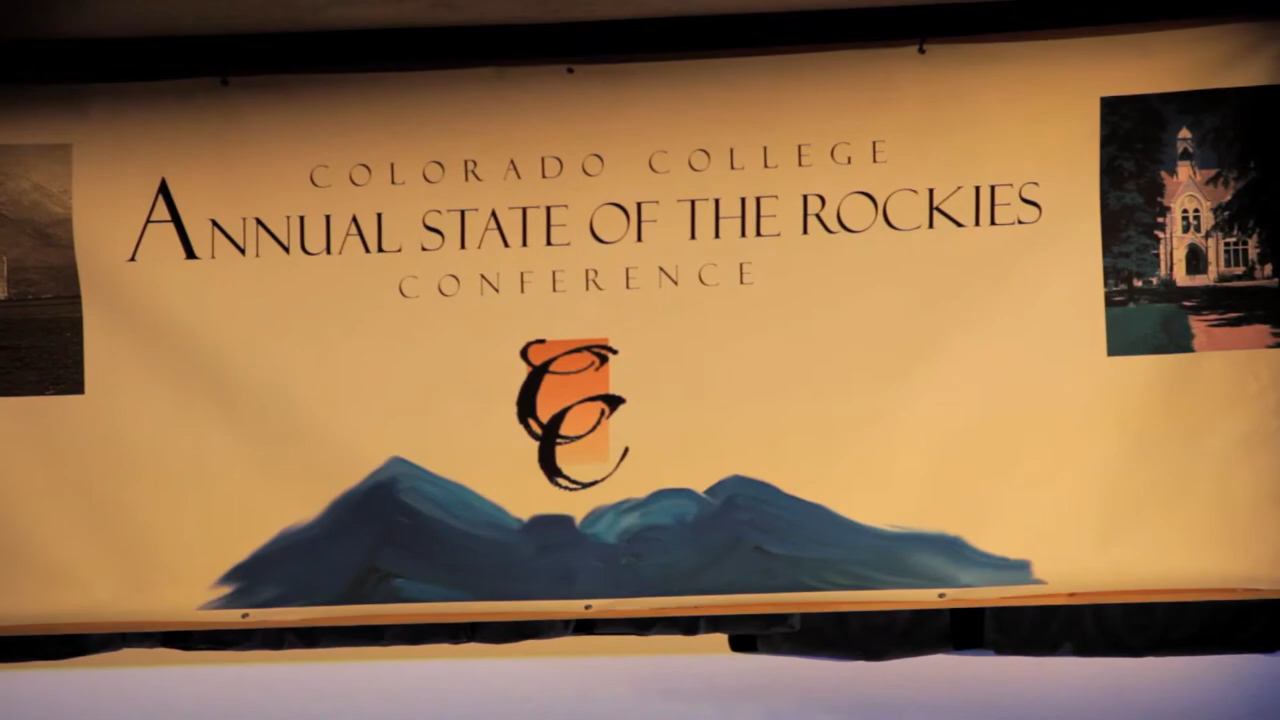 COLORADO COLLEGE
ANNUAL STATE OF THE ROCKIES
CONFERENCE
CC